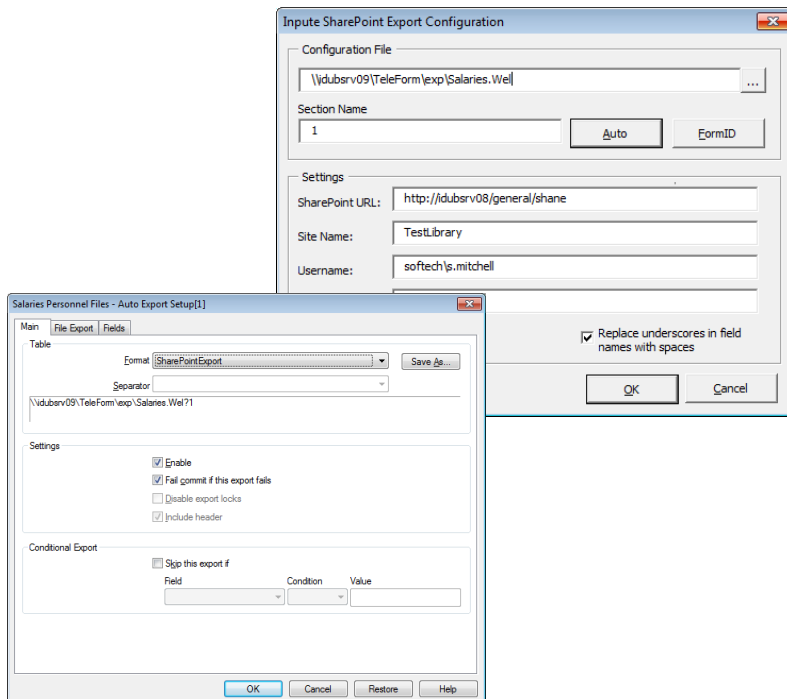 Inpute SharePoint Export Configuration
Configuration File
\\idubsrv09\TeleForm\exp\Salaries.Wel
...
Section Name
1
Auto
FormID
Settings
SharePoint URL:
http://idubsrv08/general/shane
Site Name:
TestLibrary
Username:
softech\s.mitchell
Replace underscores in field
names with spaces
OK
Cancel
Salaries Personnel Files - Auto Export Setup[1]
Main
File Export
Fields
Table
Format
SharePointExport
Save As...
Separator
\\idubsrv09\TeleForm\exp\Salaries.Wel?1
Settings
Enable
Fail commit if this export fails
Disable export locks
Include header
Conditional Export
Skip this export if
Field
Condition
Value
OK
Cancel
Restore
Help